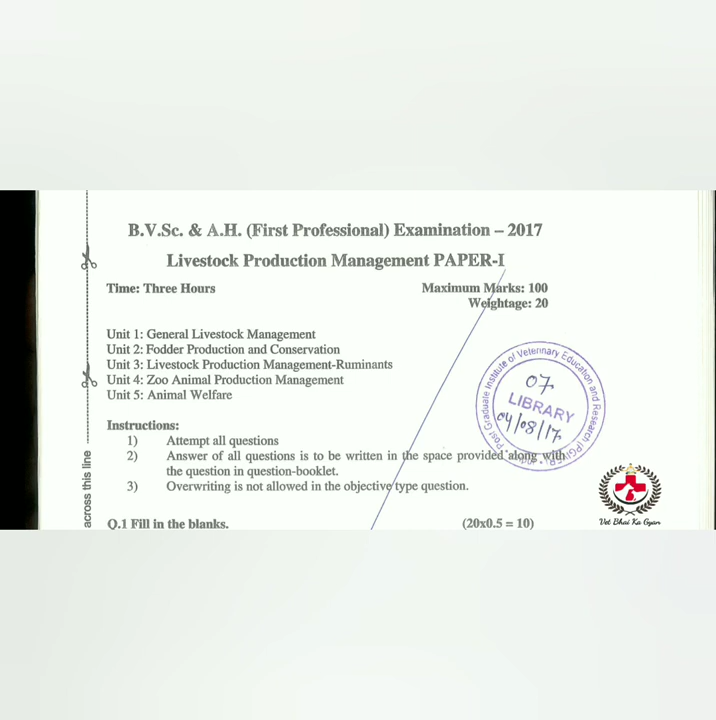 B.V.Sc. & A.H. (First Professional) Examination – 2017
Livestock Production Management PAPER-I
Time: Three Hours Maximum Marks: 100
Weightage: 20
Unit 1: General Livestock Management
Unit 2: Fodder Production and Conservation
Unit 3: Livestock Production Management-Ruminants
Unit 4: Zoo Animal Production Management
Unit 5: Animal Welfare
Instructions:
1) Attempt all questions
2) Answer of all questions is to be written in the space provided along with
the question in question-booklet.
3) Overwriting is not allowed in the objective type question.
Q.1 Fill in the blanks. (20x0.5 = 10)
across this line
Post Graduate Institute of Veterinary Education and Research (PGIVER)
07
LIBRARY
04/08/17
Vet Bhai Ka Gyan